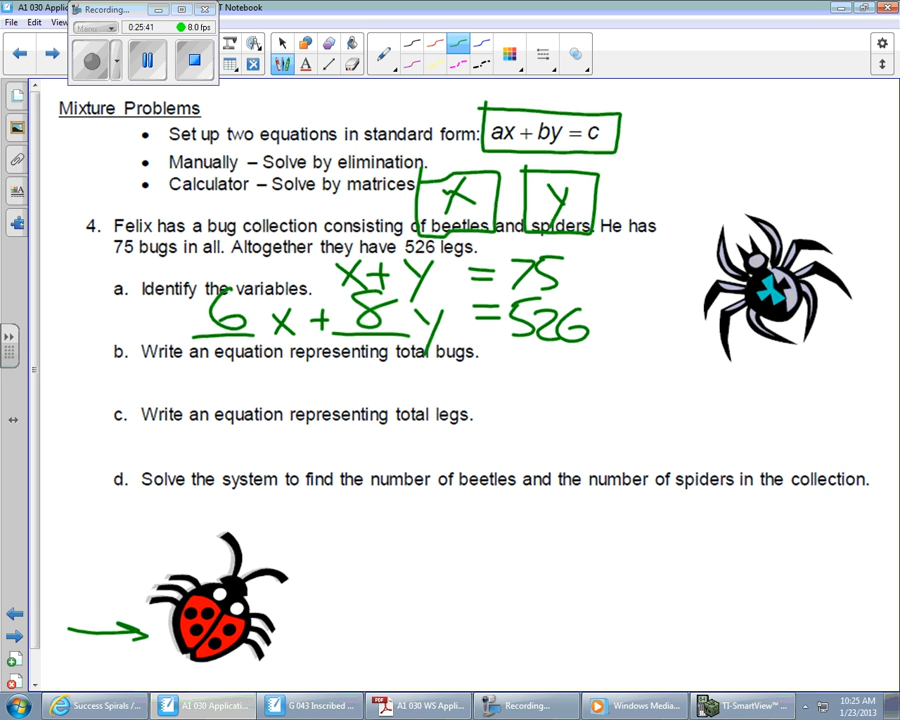 A1 030 Applica
T Notebook
Recording...
File Edit Vi
Menu
0:25:41
8.0 fps
Mixture Problems
• Set up two equations in standard form: ax + by = c
• Manually – Solve by elimination.
• Calculator – Solve by matrices
x y
4. Felix has a bug collection consisting of beetles and spiders. He has
75 bugs in all. Altogether they have 526 legs.
x + y = 75
a. Identify the variables.
6 x + 8 y = 526
b. Write an equation representing total bugs.
c. Write an equation representing total legs.
d. Solve the system to find the number of beetles and the number of spiders in the collection.
Success Spirals /...
A1 030 Applicati...
G 043 Inscribed ...
A1 030 WS Appli...
Recording...
Windows Media...
TI-SmartView™ ...
10:25 AM
1/23/2013